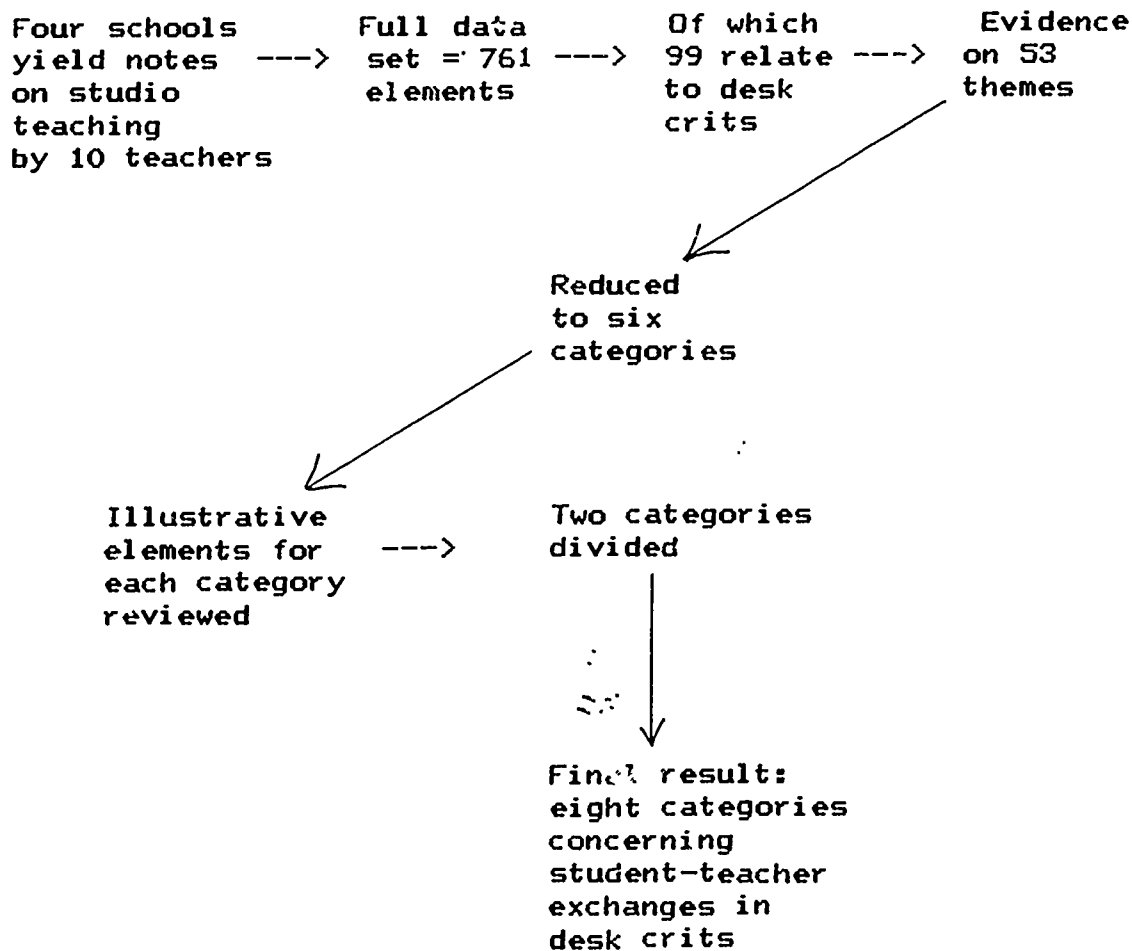 Four schools
yield notes
on studio
teaching
by 10 teachers
--->
Full data
set = 761
elements
--->
Of which
99 relate
to desk
crits
--->
Evidence
on 53
themes
Reduced
to six
categories
Illustrative
elements for
each category
reviewed
--->
Two categories
divided
Final result:
eight categories
concerning
student-teacher
exchanges in
desk crits